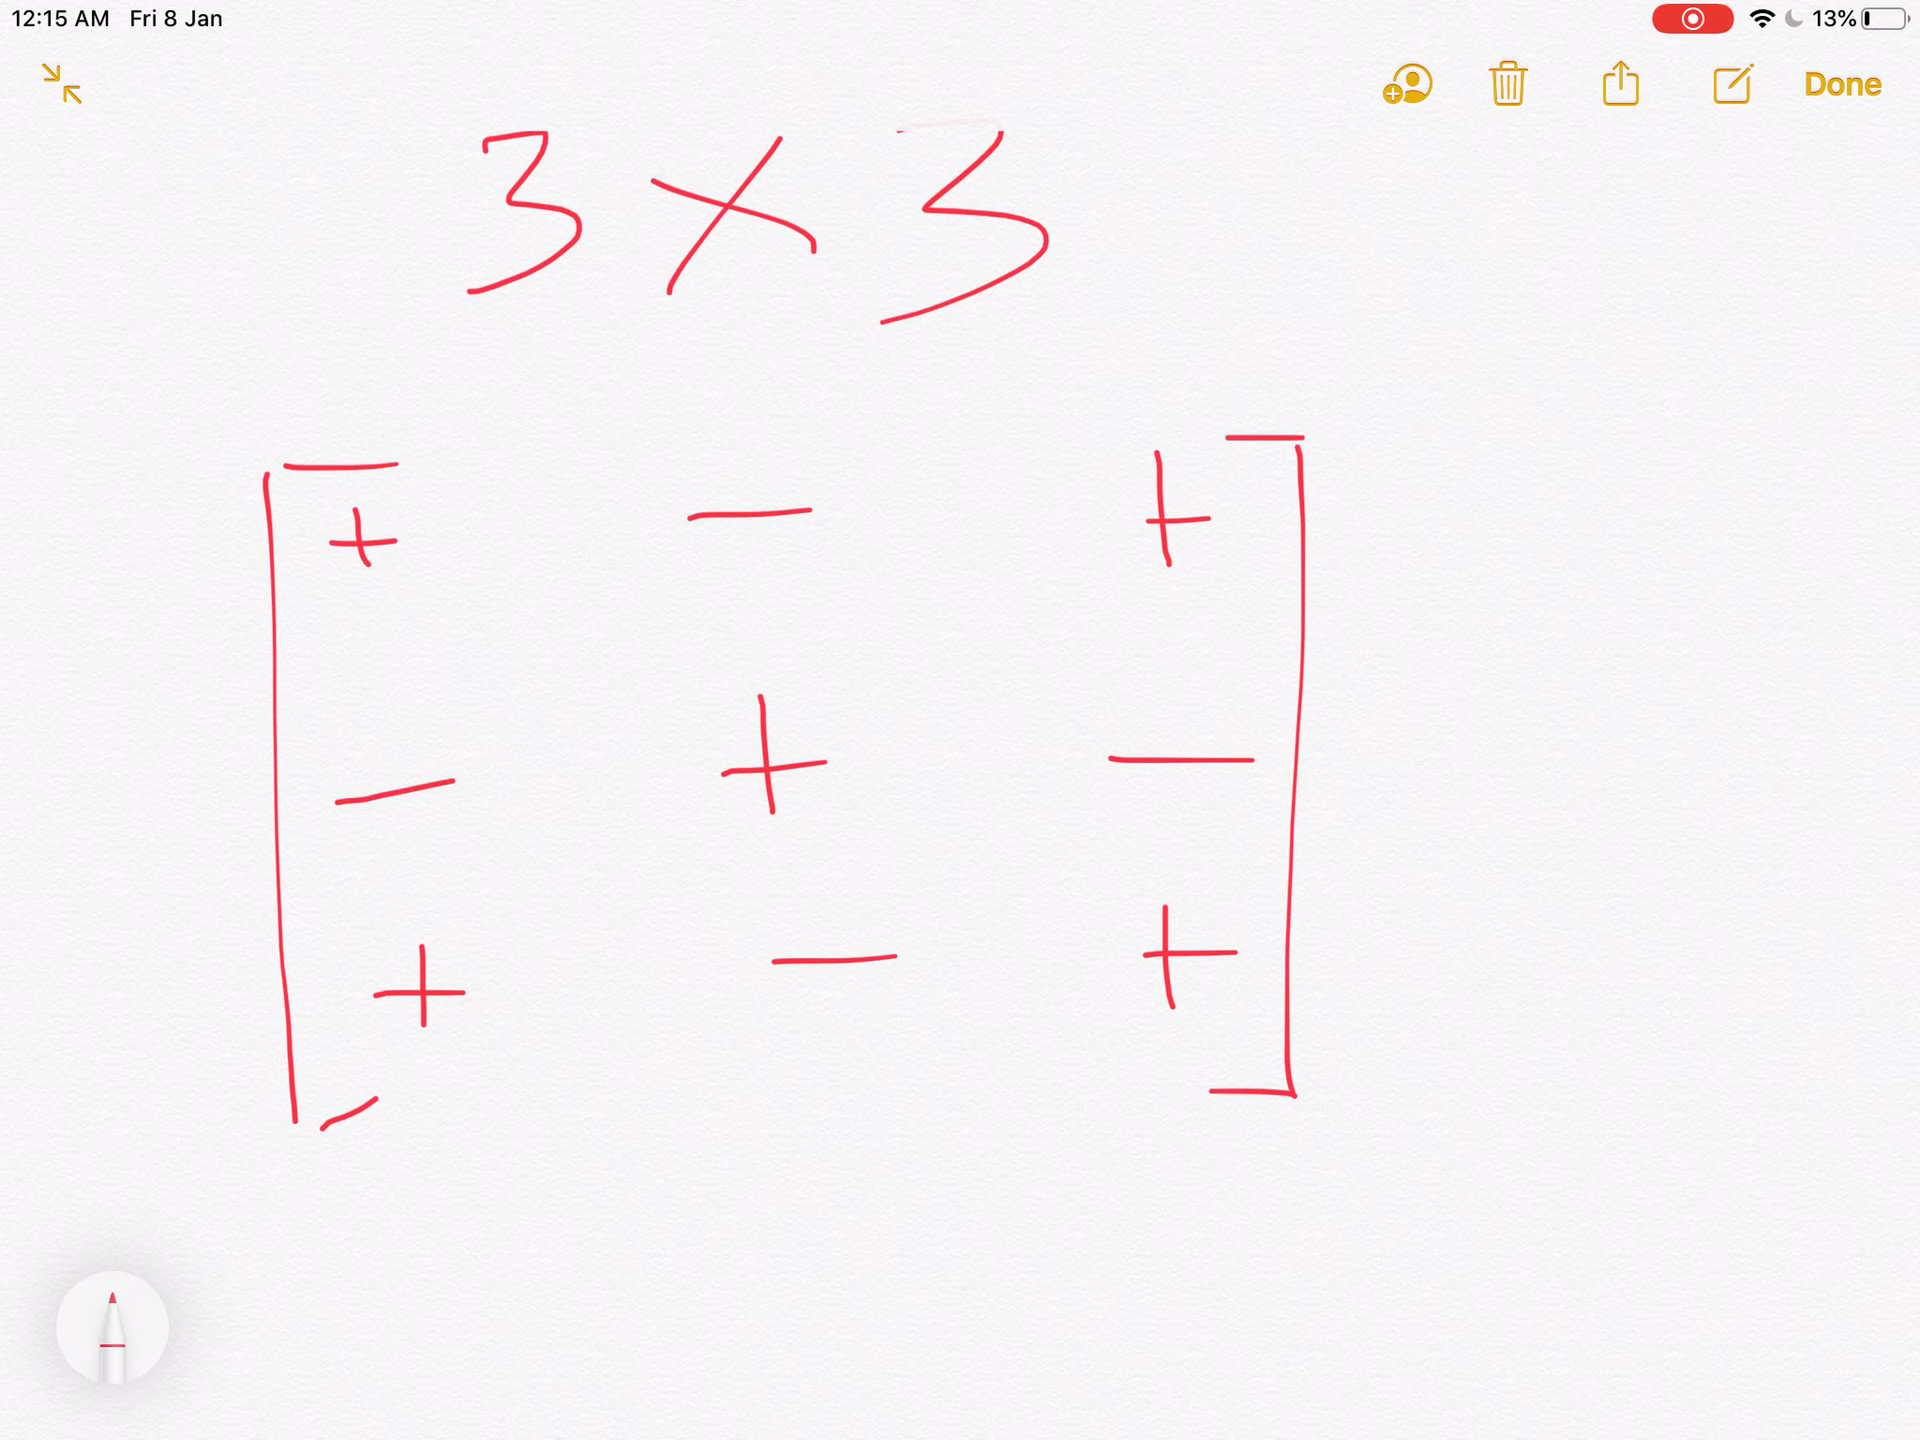 12:15 AM Fri 8 Jan 13%
Done
3 × 3
+ − +
− + −
+ − +